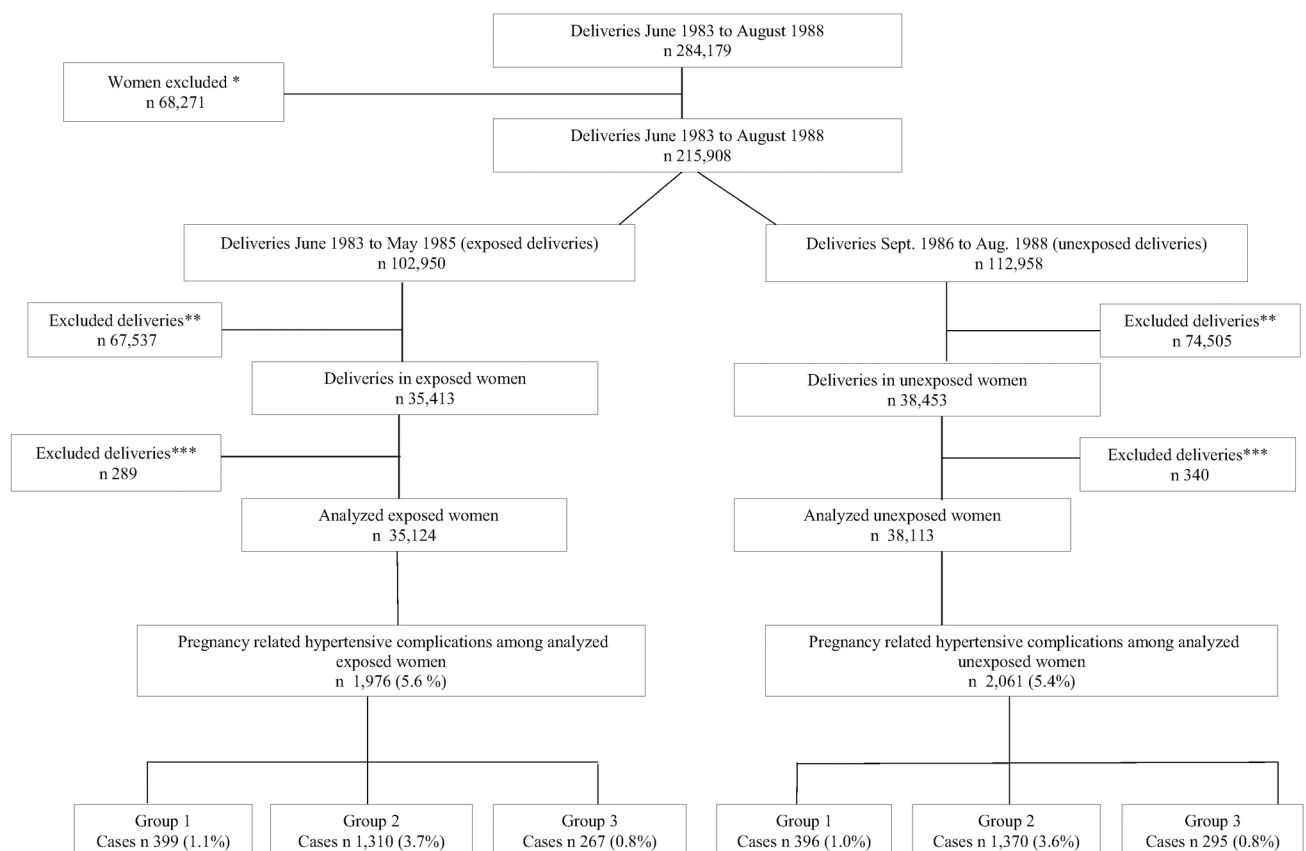 Deliveries June 1983 to August 1988
n 284,179
Women excluded *
n 68,271
Deliveries June 1983 to August 1988
n 215,908
Deliveries June 1983 to May 1985 (exposed deliveries)
n 102,950
Deliveries Sept. 1986 to Aug. 1988 (unexposed deliveries)
n 112,958
Excluded deliveries**
n 67,537
Excluded deliveries**
n 74,505
Deliveries in exposed women
n 35,413
Deliveries in unexposed women
n 38,453
Excluded deliveries***
n 289
Excluded deliveries***
n 340
Analyzed exposed women
n 35,124
Analyzed unexposed women
n 38,113
Pregnancy related hypertensive complications among analyzed
exposed women
n 1,976 (5.6 %)
Pregnancy related hypertensive complications among analyzed
unexposed women
n 2,061 (5.4%)
Group 1
Cases n 399 (1.1%)
Group 2
Cases n 1,310 (3.7%)
Group 3
Cases n 267 (0.8%)
Group 1
Cases n 396 (1.0%)
Group 2
Cases n 1,370 (3.6%)
Group 3
Cases n 295 (0.8%)